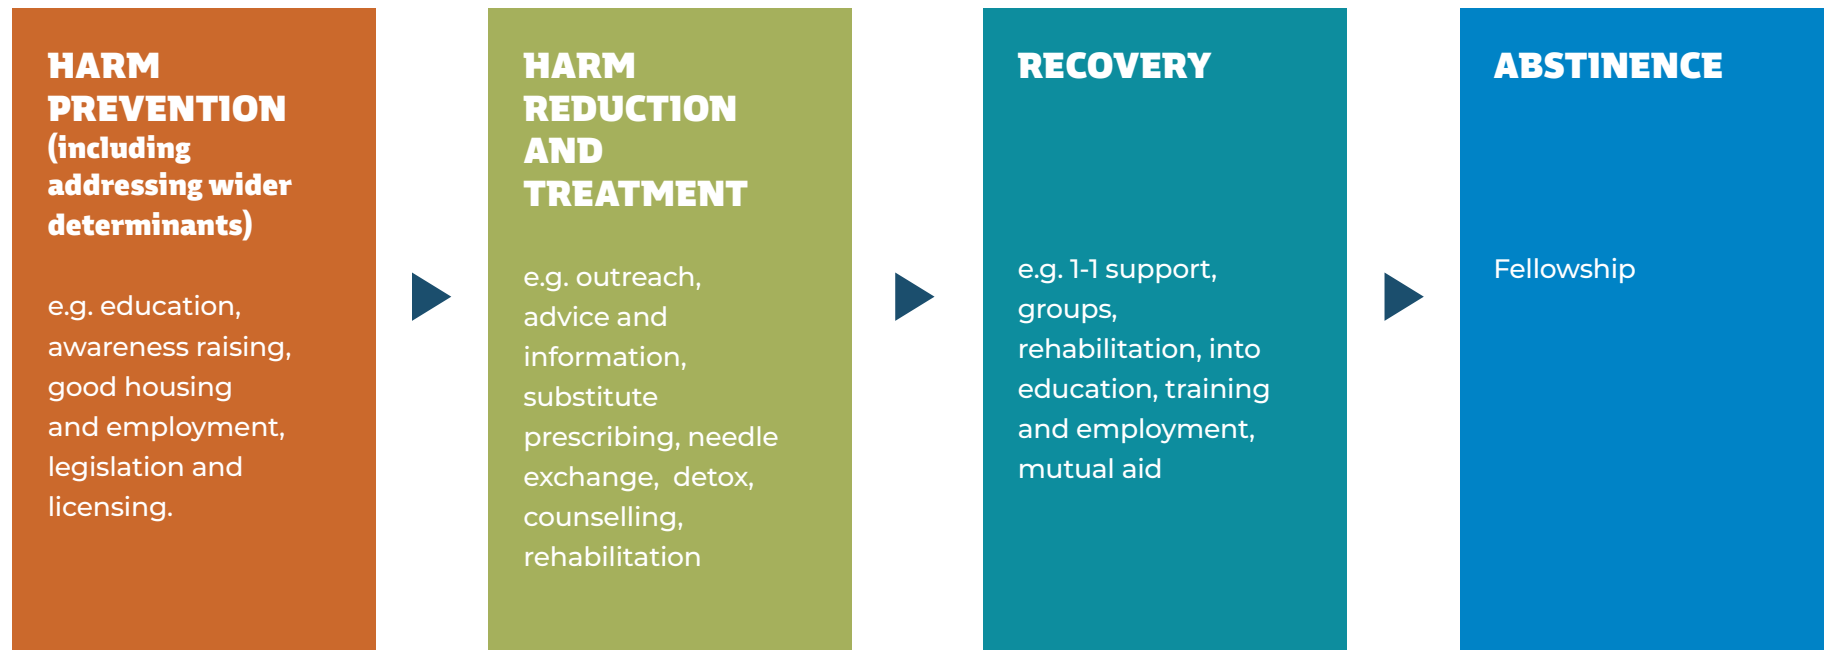 HARM
PREVENTION
(including
addressing wider
determinants)
e.g. education,
awareness raising,
good housing
and employment,
legislation and
licensing.
HARM
REDUCTION
AND
TREATMENT
e.g. outreach,
advice and
information,
substitute
prescribing, needle
exchange,  detox,
counselling,
rehabilitation
RECOVERY
e.g. 1-1 support,
groups,
rehabilitation, into
education, training
and employment,
mutual aid
ABSTINENCE
Fellowship